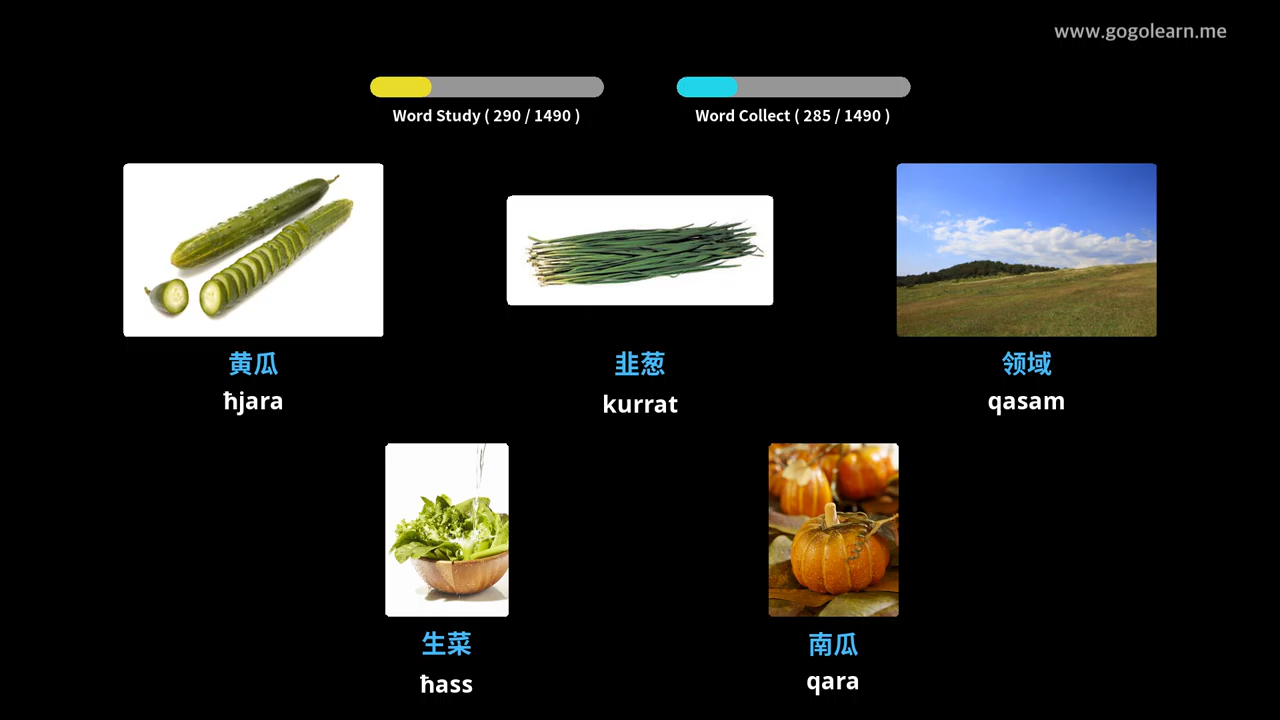 www.gogolearn.me
Word Study ( 290 / 1490 )
Word Collect ( 285 / 1490 )
黄瓜
ħjara
韭葱
kurrat
领域
qasam
生菜
ħass
南瓜
qara